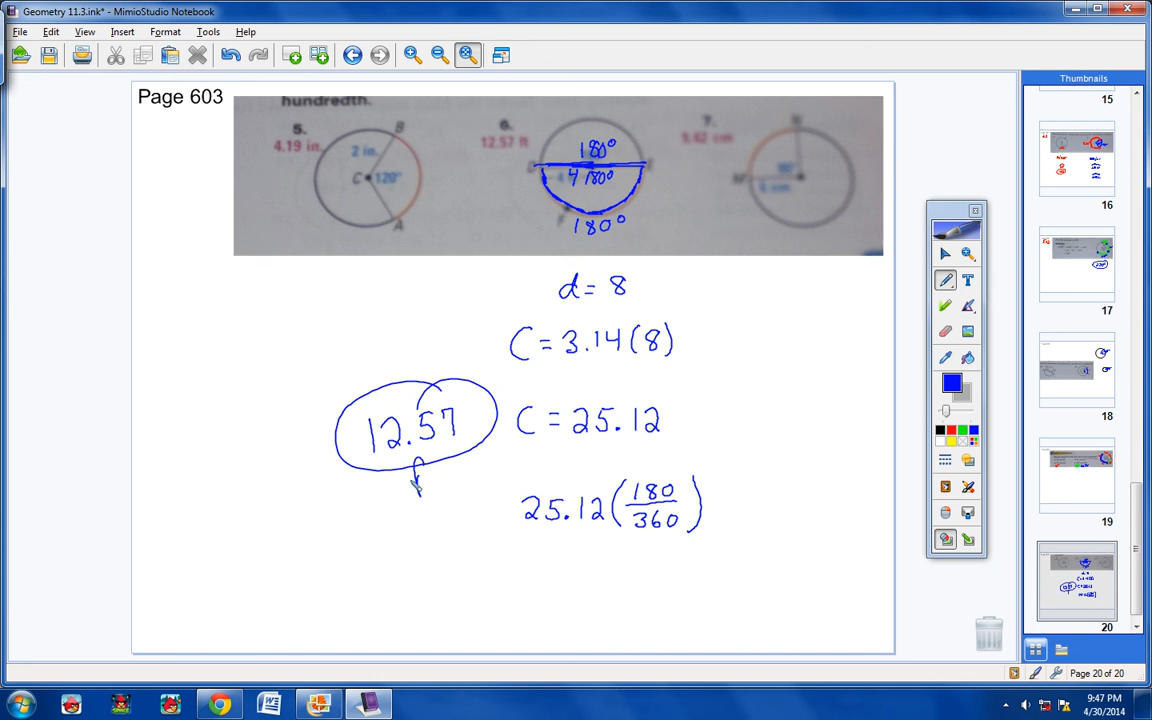 Geometry 11.3.ink* - MimioStudio Notebook
File Edit View Insert Format Tools Help
Page 603
hundredth.
5.
4.19 in.
B
2 in.
C
120°
A
6.
12.57 ft
180°
4 180°
F
180°
7.
9.42 cm
N
M
90°
6 cm
d = 8
C = 3.14(8)
12.57
C = 25.12
25.12(180/360)
Thumbnails
15
16
17
18
19
20
Page 20 of 20
9:47 PM
4/30/2014